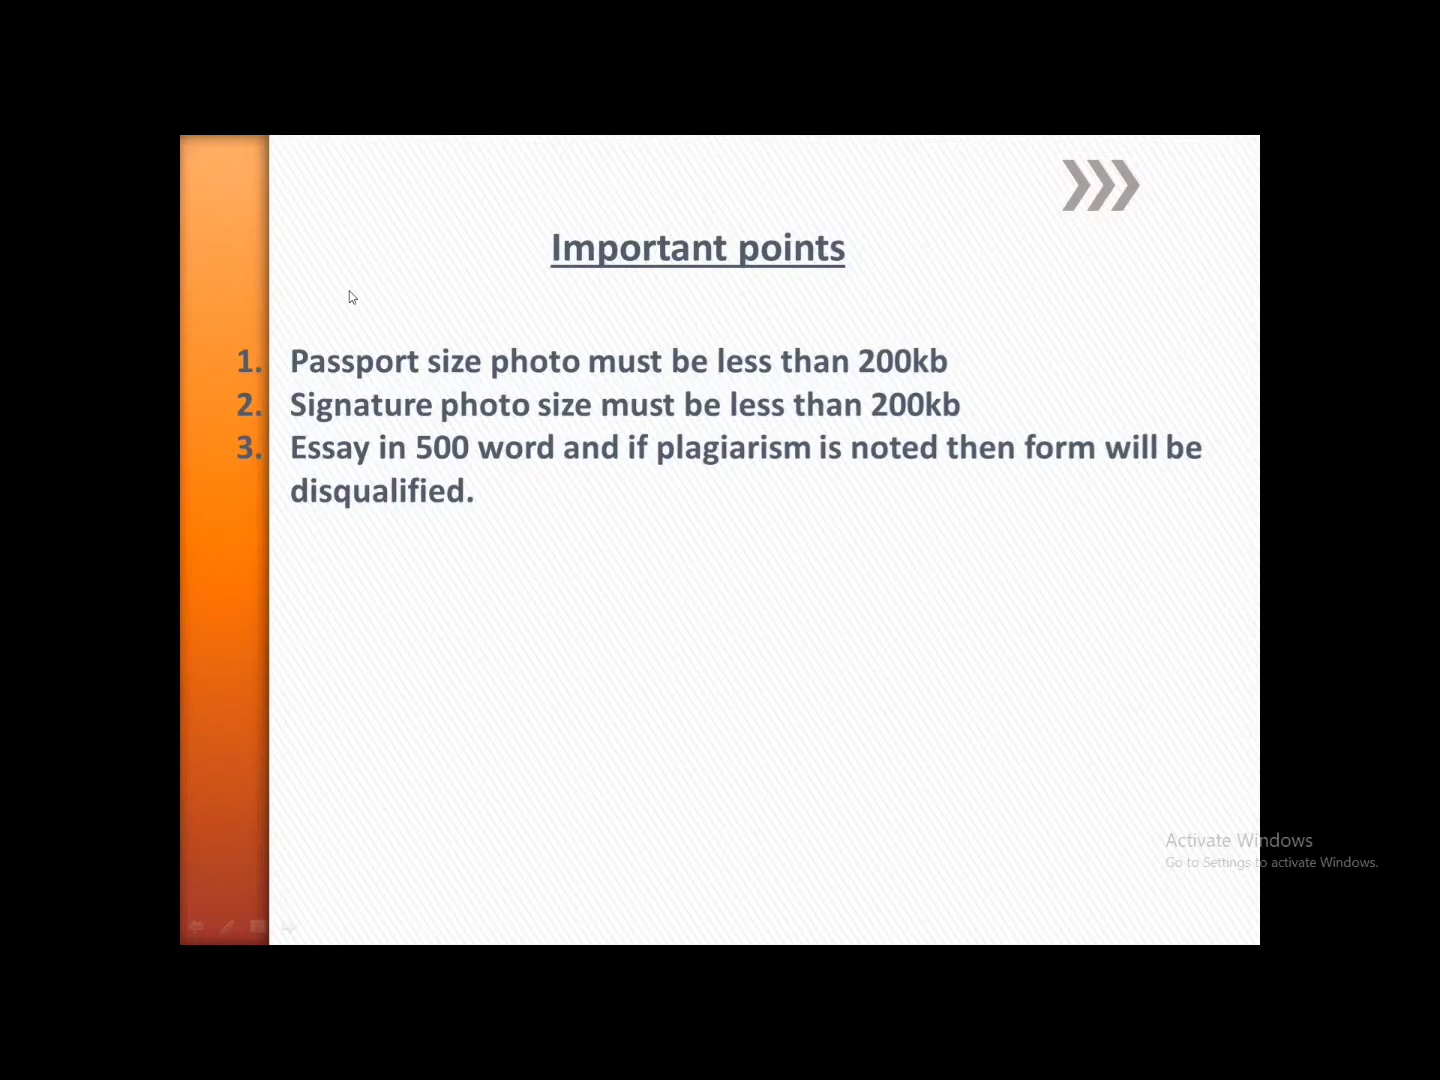 Important points
1. Passport size photo must be less than 200kb
2. Signature photo size must be less than 200kb
3. Essay in 500 word and if plagiarism is noted then form will be
disqualified.
Activate Windows
Go to Settings to activate Windows.